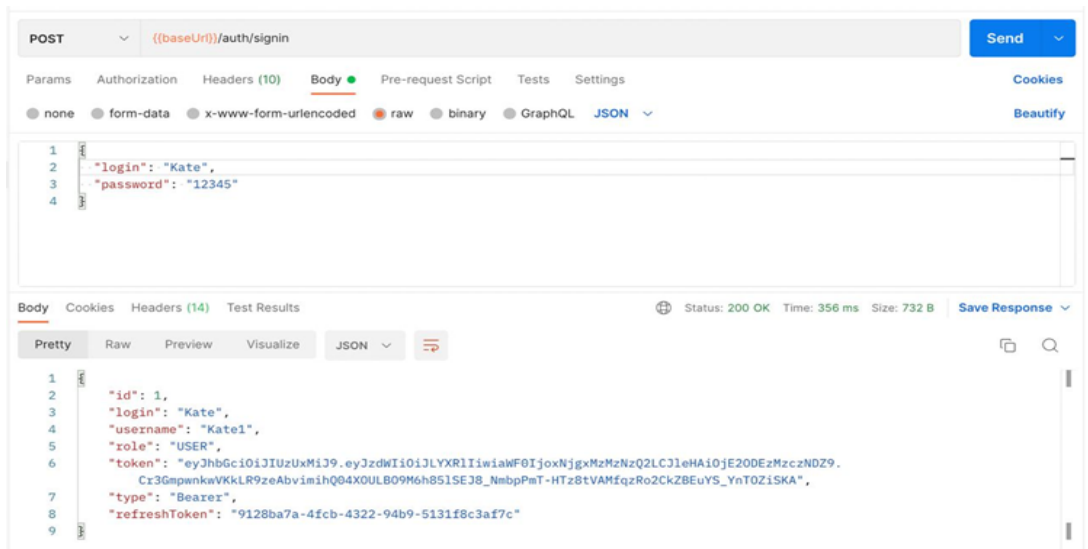 POST {{baseUrl}}/auth/signin Send
Params Authorization Headers (10) Body Pre-request Script Tests Settings Cookies
none form-data x-www-form-urlencoded raw binary GraphQL JSON Beautify
1 {
2 "login": "Kate",
3 "password": "12345"
4 }
Body Cookies Headers (14) Test Results Status: 200 OK Time: 356 ms Size: 732 B Save Response
Pretty Raw Preview Visualize JSON
1 {
2 "id": 1,
3 "login": "Kate",
4 "username": "Kate1",
5 "role": "USER",
6 "token": "eyJhbGciOiJIUzUxMiJ9.eyJzdWIiOiJLYXRlIiwiaWF0IjoxNjgxMzMzNzQ2LCJleHAiOjE2ODEzMzczNDZ9.
Cr3GmpwnkwVKkLR9zeAbvimihQ04XOULBO9M6h85lSEJ8_NmbpPmT-HTz8tVAMfqzRo2CkZBEuYS_YnTOZiSKA",
7 "type": "Bearer",
8 "refreshToken": "9128ba7a-4fcb-4322-94b9-5131f8c3af7c"
9 }